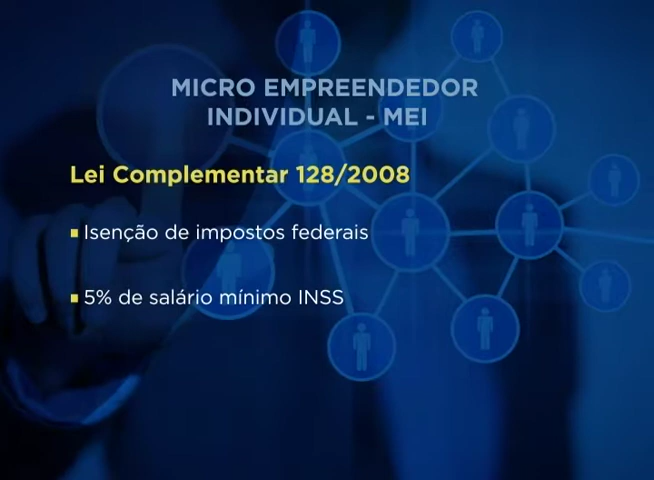 MICRO EMPREENDEDOR
INDIVIDUAL - MEI
Lei Complementar 128/2008
Isenção de impostos federais
5% de salário mínimo INSS